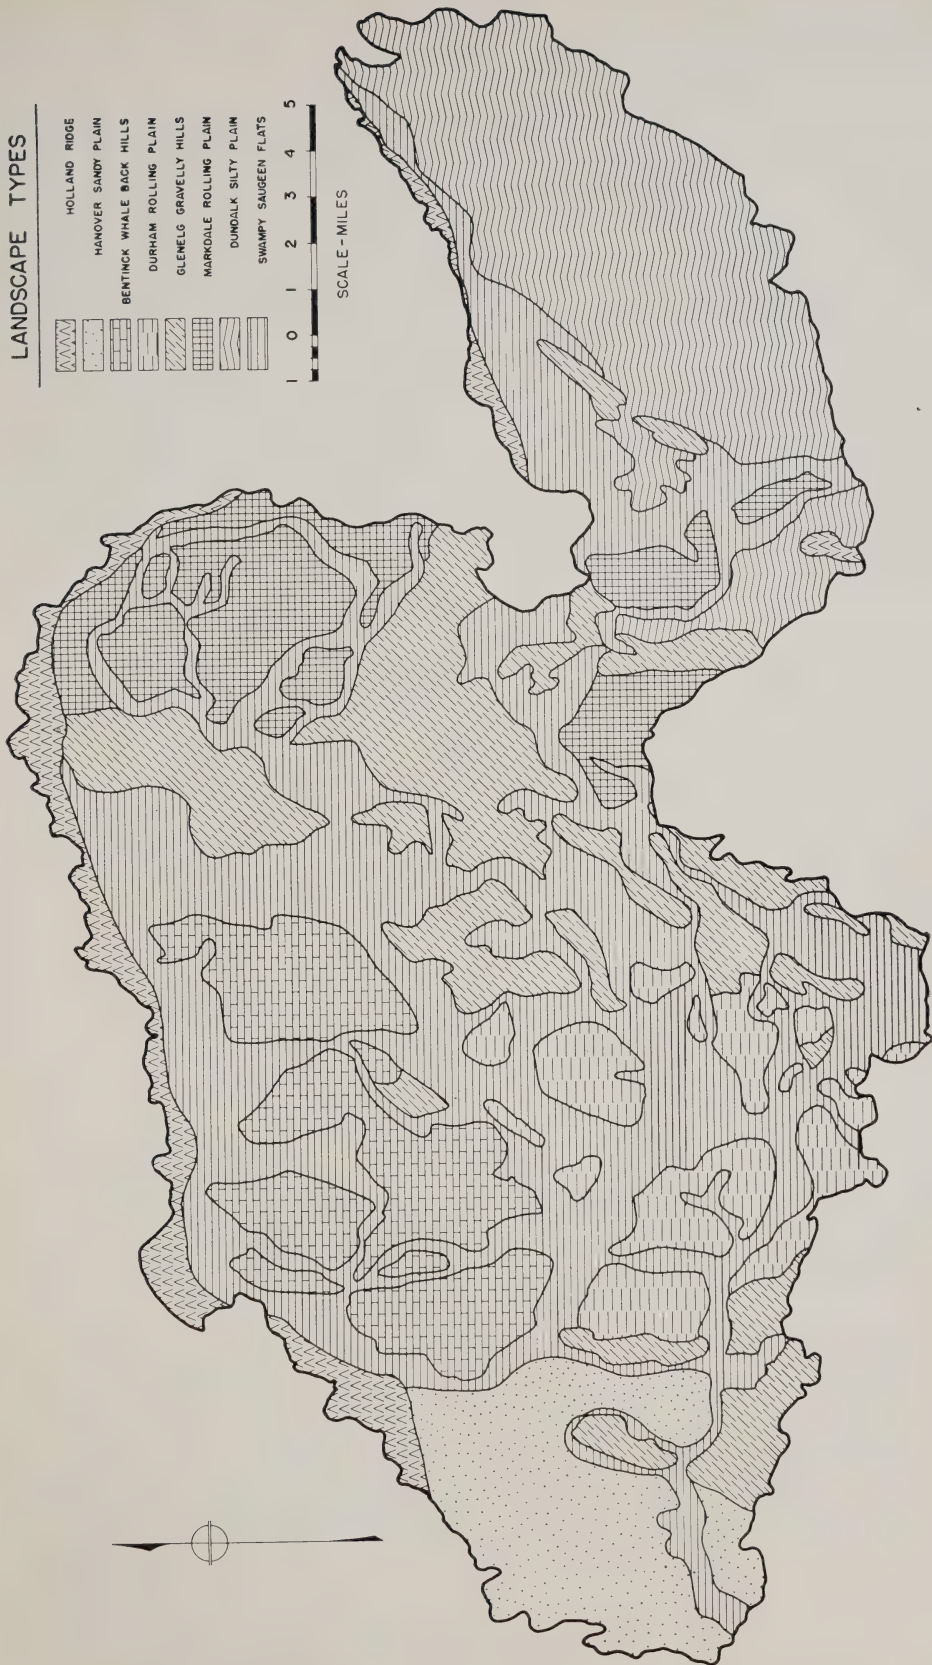 LANDSCAPE TYPES
HOLLAND RIDGE
HANOVER SANDY PLAIN
BENTINCK WHALE BACK HILLS
DURHAM ROLLING PLAIN
GLENELG GRAVELLY HILLS
MARKDALE ROLLING PLAIN
DUNDALK SILTY PLAIN
SWAMPY SAUGEEN FLATS
1 0 1 2 3 4 5
SCALE - MILES